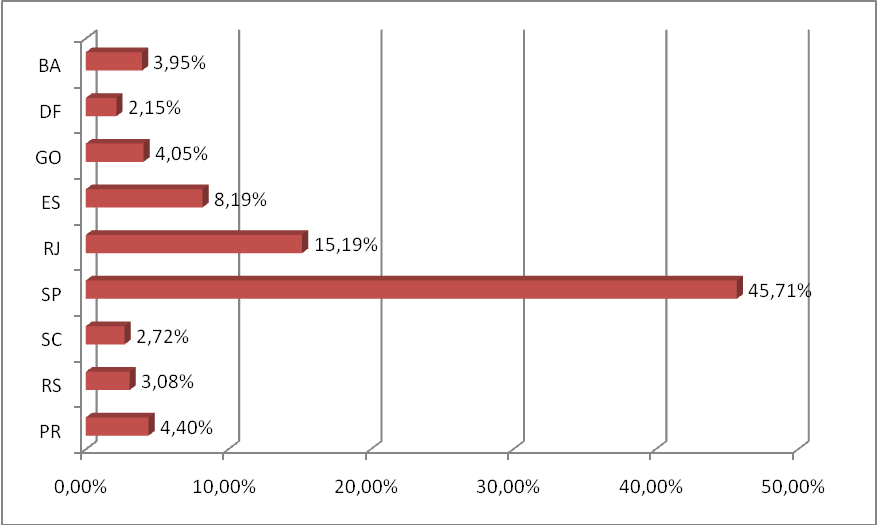 BA 3,95%
DF 2,15%
GO 4,05%
ES 8,19%
RJ 15,19%
SP 45,71%
SC 2,72%
RS 3,08%
PR 4,40%
0,00% 10,00% 20,00% 30,00% 40,00% 50,00%